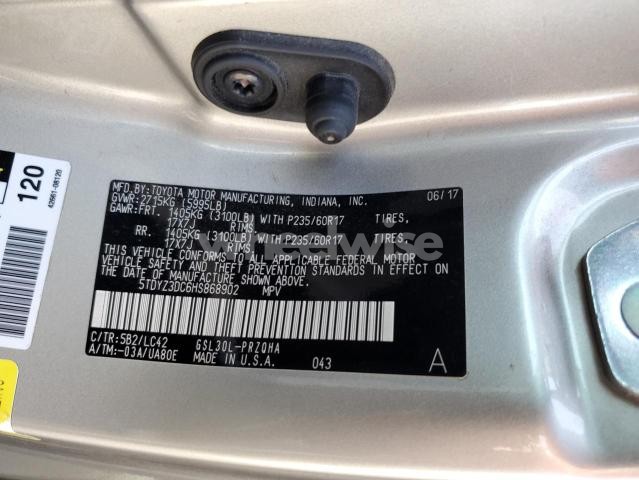 MFD.BY:TOYOTA MOTOR MANUFACTURING, INDIANA, INC. 06/17
GVWR:2715KG (5995LB)
GAWR:FRT. 1405KG (3100LB) WITH P235/60R17 TIRES,
17X7J RIMS
RR. 1405KG (3100LB) WITH P235/60R17 TIRES,
17X7J RIMS
THIS VEHICLE CONFORMS TO ALL APPLICABLE FEDERAL MOTOR
VEHICLE SAFETY AND THEFT PREVENTION STANDARDS IN EFFECT
ON THE DATE OF MANUFACTURE SHOWN ABOVE.
5TDYZ3DC6HS868902 MPV
C/TR:5B2/LC42 GSL30L-PRZQHA
A/TM:-03A/UA80E MADE IN U.S.A. 043 A
120
42661-08120
wheelwise